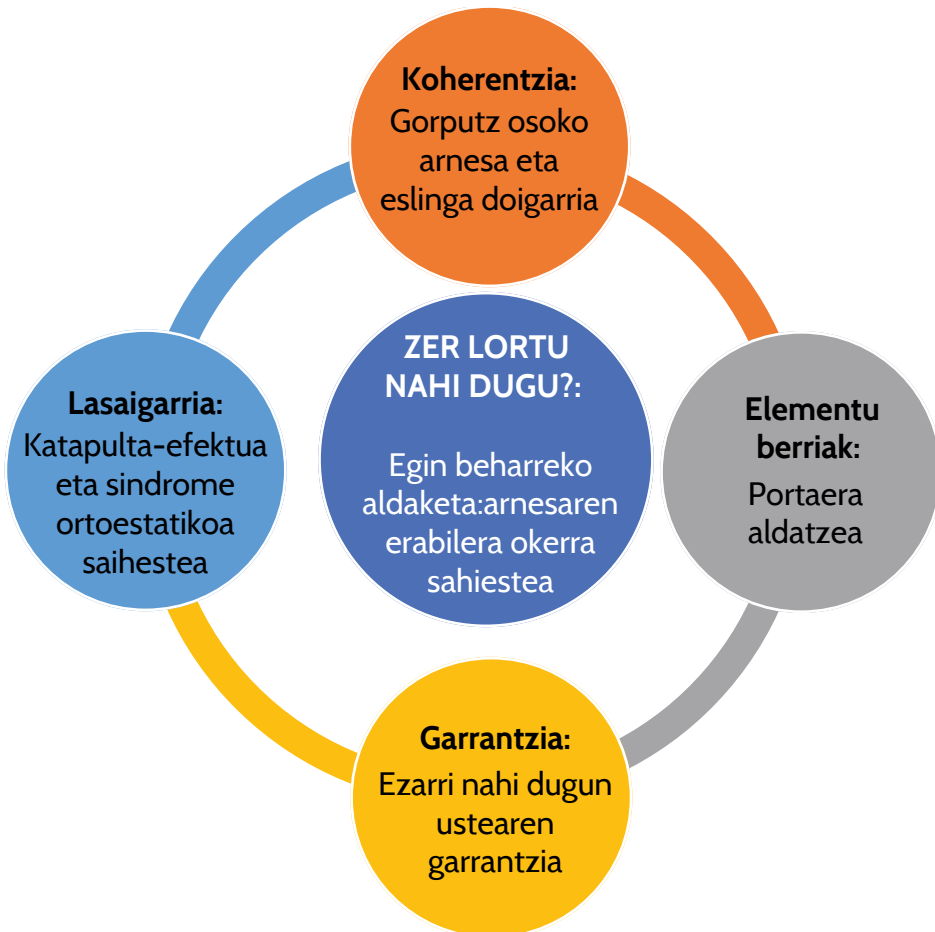 Koherentzia:
Gorputz osoko
arnesa eta
eslinga doigarria
ZER LORTU
NAHI DUGU?:
Egin beharreko
aldaketa:arnesaren
erabilera okerra
sahiestea
Lasaigarria:
Katapulta-efektua
eta sindrome
ortoestatikoa
saihestea
Elementu
berriak:
Portaera
aldatzea
Garrantzia:
Ezarri nahi dugun
ustearen
garrantzia